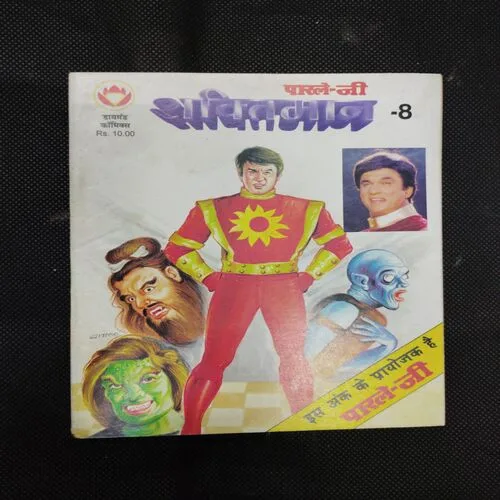 पारले-जी
शक्तिमान -8
डायमंड
कॉमिक्स
Rs. 10.00
इस अंक के प्रायोजक है
पारले-जी